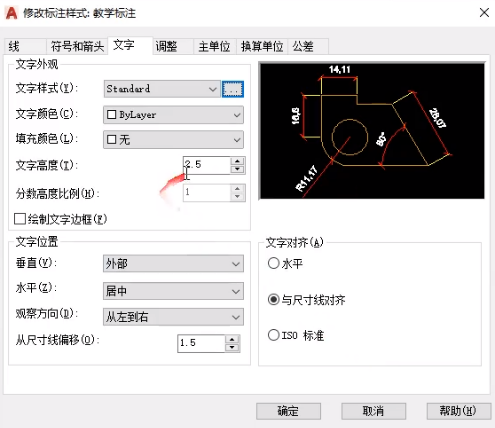 修改标注样式: 教学标注
线 符号和箭头 文字 调整 主单位 换算单位 公差
文字外观
文字样式(Y): Standard ...
文字颜色(C): ByLayer
填充颜色(L): 无
文字高度(T): 2.5
分数高度比例(H): 1
绘制文字边框(F)
14,11
16,6
28,07
80°
R11,17
文字位置
垂直(V): 外部
水平(Z): 居中
观察方向(D): 从左到右
从尺寸线偏移(O): 1.5
文字对齐(A)
水平
与尺寸线对齐
ISO 标准
确定 取消 帮助(H)